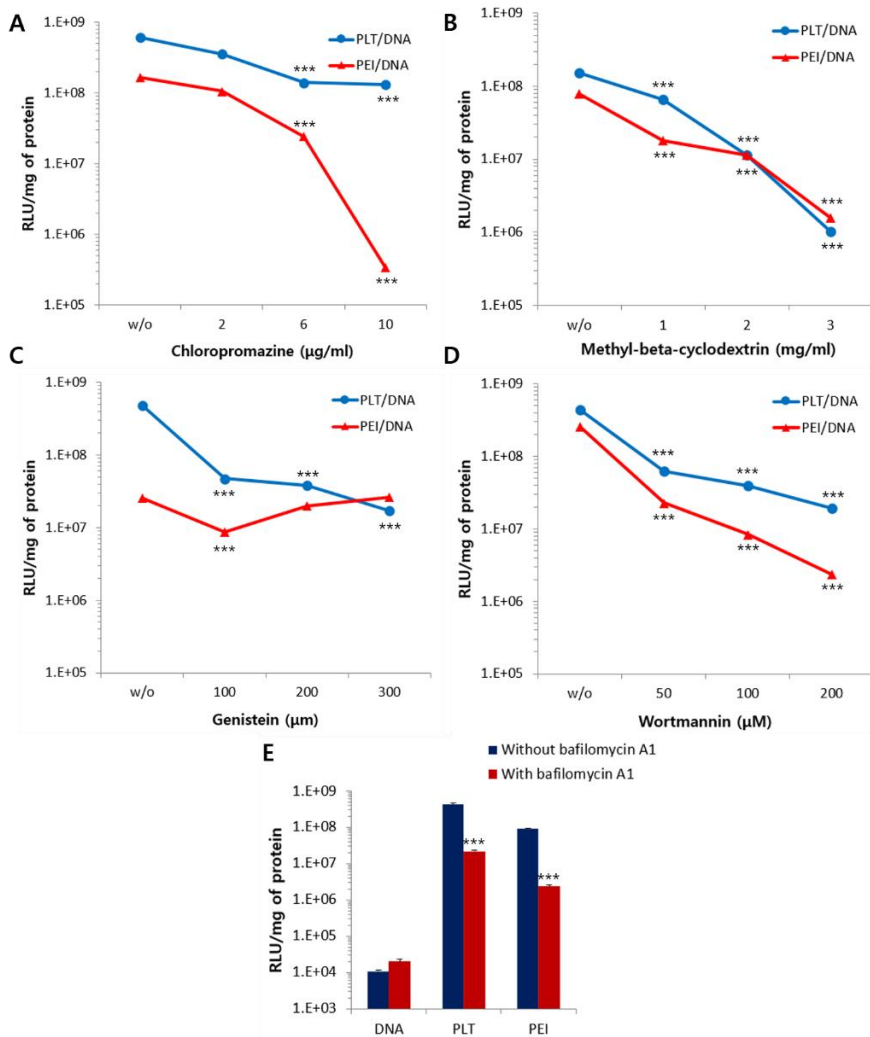 A
RLU/mg of protein
1.E+09
1.E+08
1.E+07
1.E+06
1.E+05
PLT/DNA
PEI/DNA
***
***
***
***
w/o 2 6 10
Chloropromazine (µg/ml)
B
RLU/mg of protein
1.E+09
1.E+08
1.E+07
1.E+06
1.E+05
PLT/DNA
PEI/DNA
***
***
***
***
***
***
w/o 1 2 3
Methyl-beta-cyclodextrin (mg/ml)
C
RLU/mg of protein
1.E+09
1.E+08
1.E+07
1.E+06
1.E+05
PLT/DNA
PEI/DNA
***
***
***
***
w/o 100 200 300
Genistein (µm)
D
RLU/mg of protein
1.E+09
1.E+08
1.E+07
1.E+06
1.E+05
PLT/DNA
PEI/DNA
***
***
***
***
***
***
w/o 50 100 200
Wortmannin (µM)
E
Without bafilomycin A1
With bafilomycin A1
RLU/mg of protein
1.E+09
1.E+08
1.E+07
1.E+06
1.E+05
1.E+04
1.E+03
***
***
DNA PLT PEI